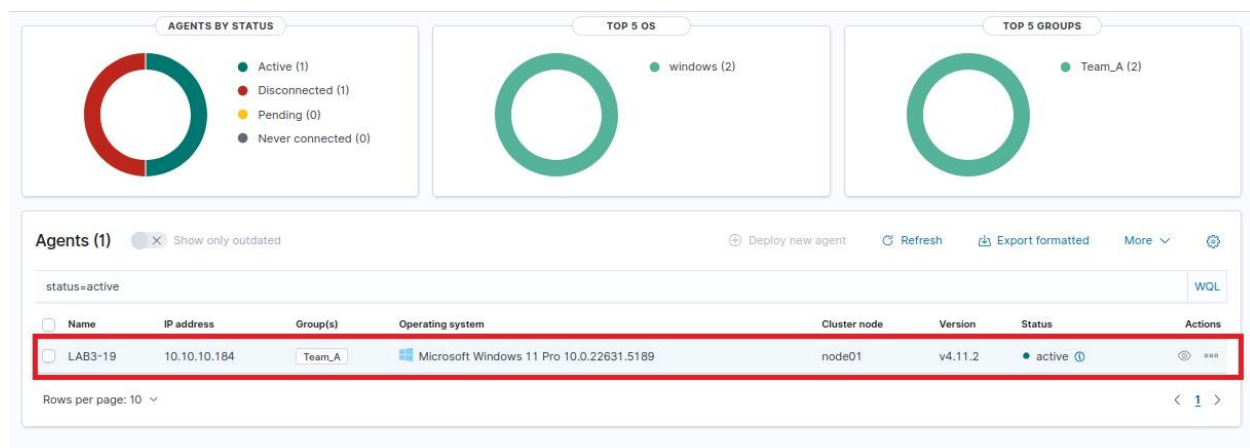 AGENTS BY STATUS
Active (1)
Disconnected (1)
Pending (0)
Never connected (0)
TOP 5 OS
windows (2)
TOP 5 GROUPS
Team_A (2)
Agents (1) Show only outdated Deploy new agent Refresh Export formatted More
status=active WQL
Name IP address Group(s) Operating system Cluster node Version Status Actions
LAB3-19 10.10.10.184 Team_A Microsoft Windows 11 Pro 10.0.22631.5189 node01 v4.11.2 active
Rows per page: 10 < 1 >